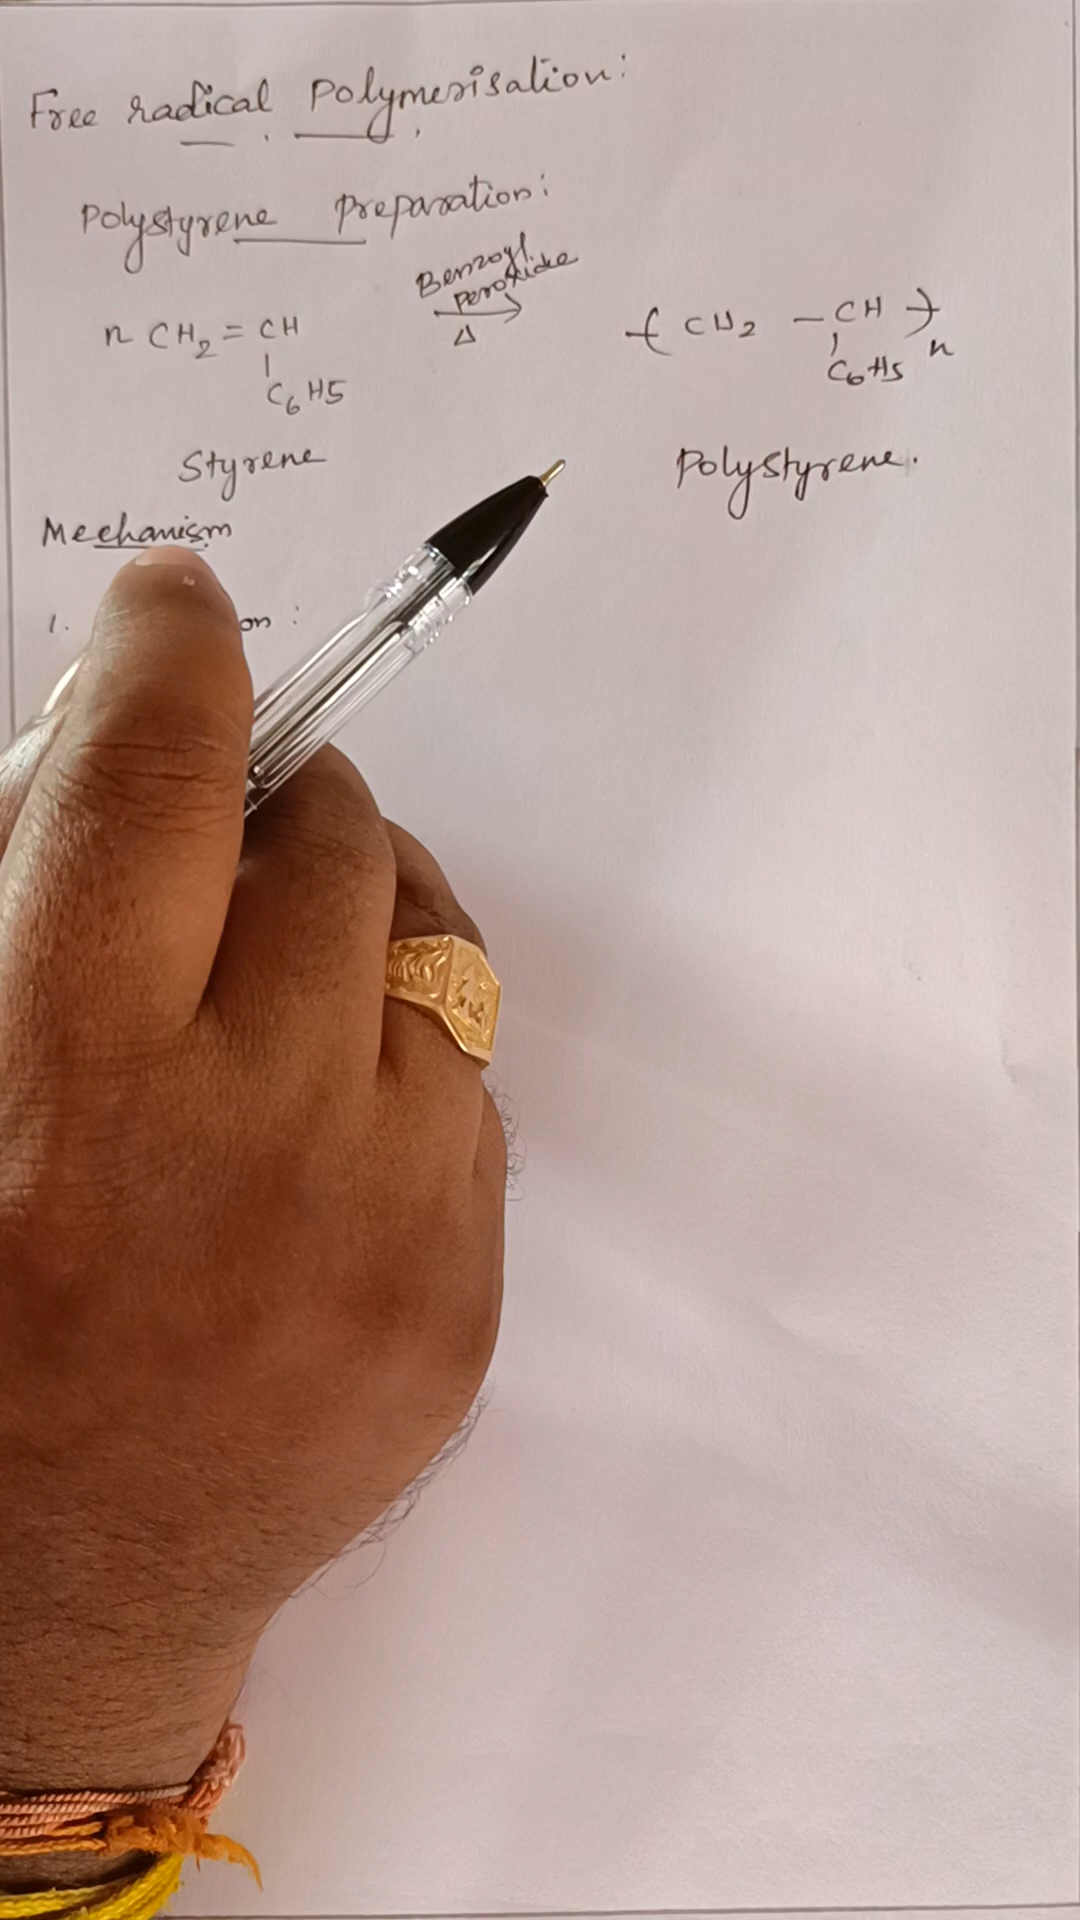 Free radical Polymerisation:
Polystyrene Preparation:
Benzoyl
peroxide
n CH2 = CH
Δ
( CH2 – CH )n
C6H5
C6H5
Styrene
Polystyrene.
Mechanism
1. on :